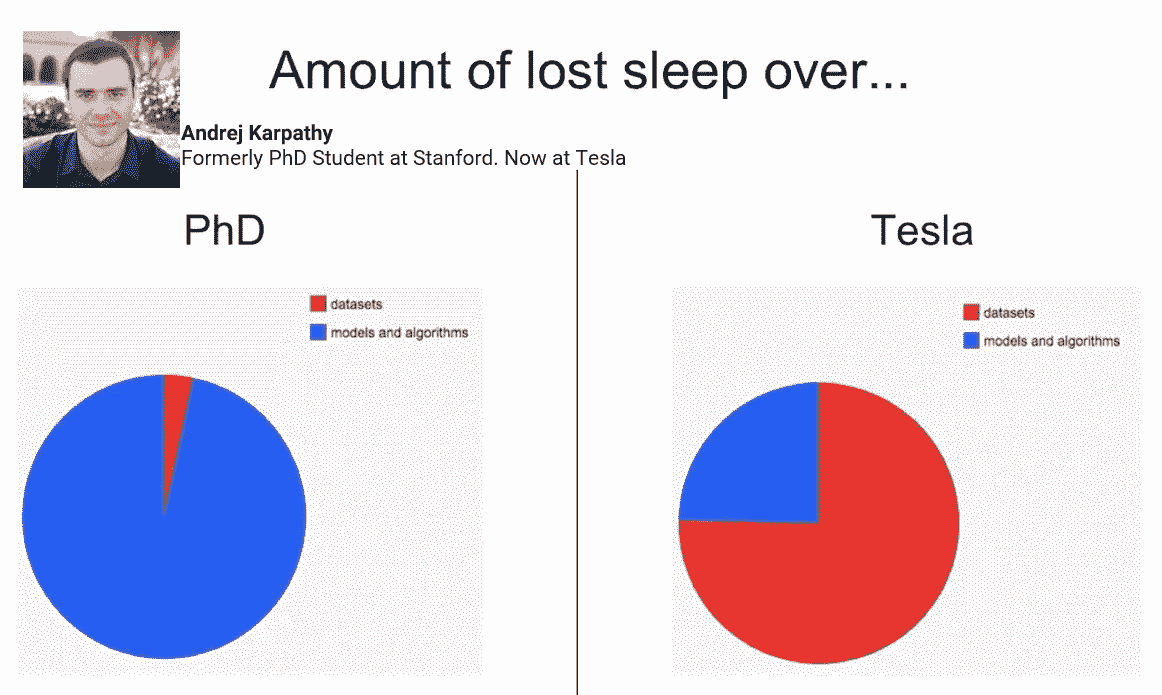 Amount of lost sleep over...
Andrej Karpathy
Formerly PhD Student at Stanford. Now at Tesla
PhD
datasets
models and algorithms
Tesla
datasets
models and algorithms